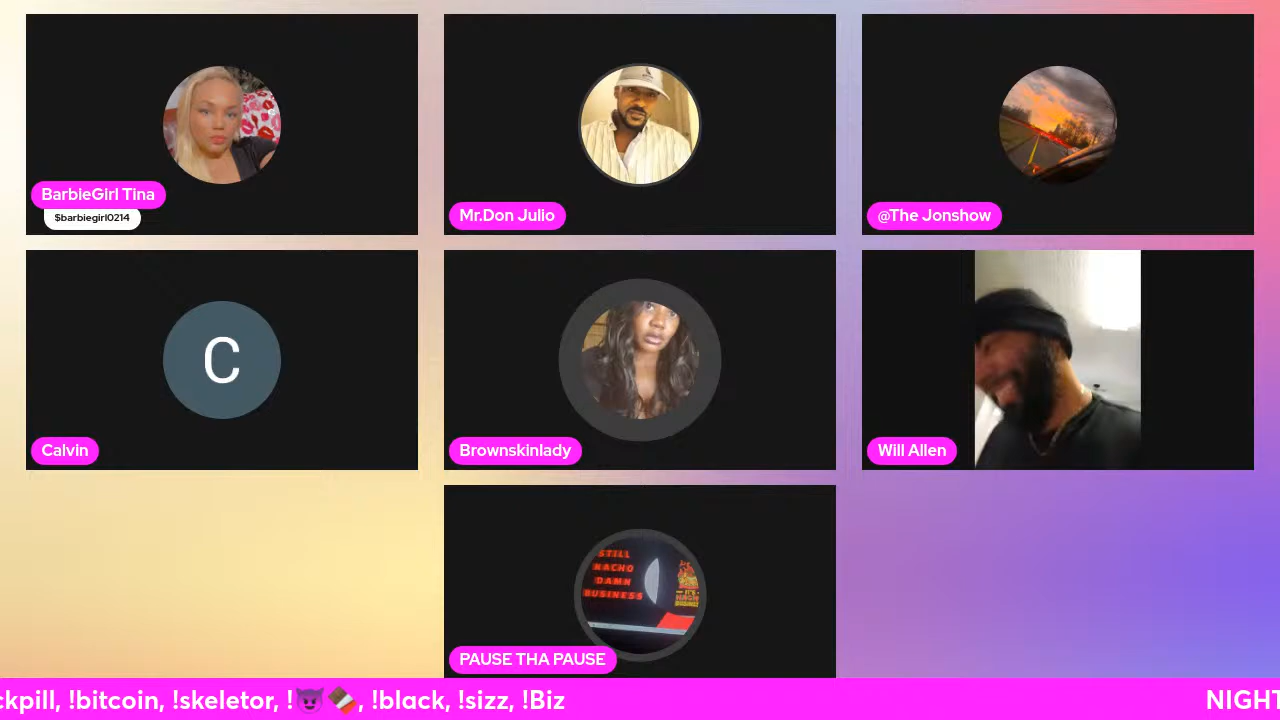 BarbieGirl Tina
$barbiegirl0214
Mr.Don Julio
@The Jonshow
C
Calvin
Brownskinlady
Will Allen
STILL
NACHO
DAMN
BUSINESS
PAUSE THA PAUSE
ckpill, !bitcoin, !skeletor, !😈🍫, !black, !sizz, !Biz
NIGHT